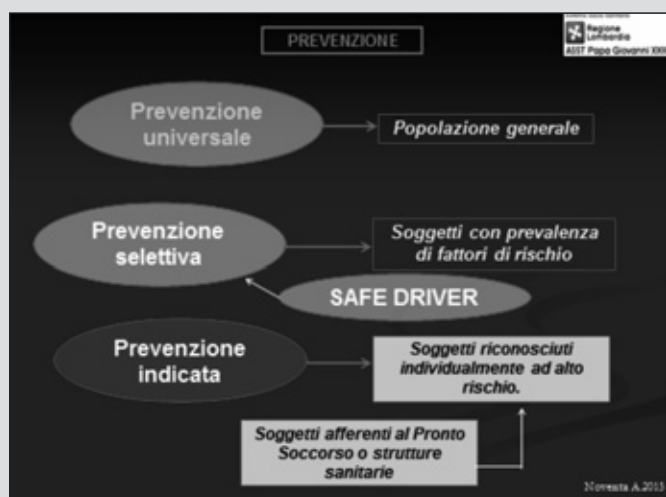 PREVENZIONE
Regione
Lombardia
ASST Papa Giovanni XXIII
Prevenzione
universale
Popolazione generale
Prevenzione
selettiva
Soggetti con prevalenza
di fattori di rischio
SAFE DRIVER
Prevenzione
indicata
Soggetti riconosciuti
individualmente ad alto
rischio.
Soggetti afferenti al Pronto
Soccorso o strutture
sanitarie
Noventa A.2015